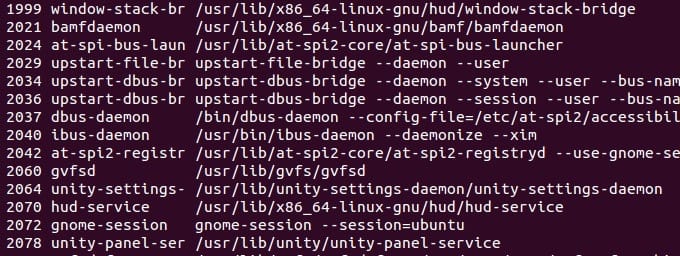 1999 window-stack-br /usr/lib/x86_64-linux-gnu/hud/window-stack-bridge
2021 bamfdaemon /usr/lib/x86_64-linux-gnu/bamf/bamfdaemon
2024 at-spi-bus-laun /usr/lib/at-spi2-core/at-spi-bus-launcher
2029 upstart-file-br upstart-file-bridge --daemon --user
2034 upstart-dbus-br upstart-dbus-bridge --daemon --system --user --bus-nam
2036 upstart-dbus-br upstart-dbus-bridge --daemon --session --user --bus-na
2037 dbus-daemon /bin/dbus-daemon --config-file=/etc/at-spi2/accessibil
2040 ibus-daemon /usr/bin/ibus-daemon --daemonize --xim
2042 at-spi2-registr /usr/lib/at-spi2-core/at-spi2-registryd --use-gnome-se
2060 gvfsd /usr/lib/gvfs/gvfsd
2064 unity-settings- /usr/lib/unity-settings-daemon/unity-settings-daemon
2070 hud-service /usr/lib/x86_64-linux-gnu/hud/hud-service
2072 gnome-session gnome-session --session=ubuntu
2078 unity-panel-ser /usr/lib/unity/unity-panel-service